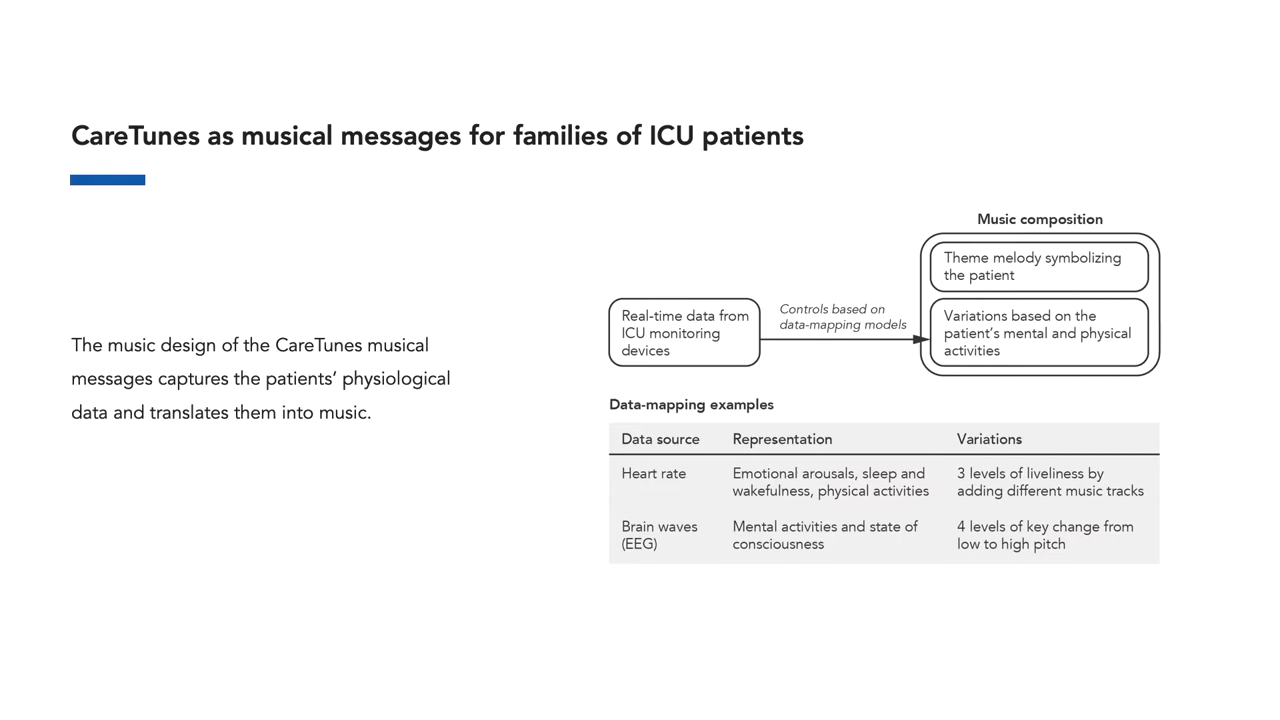 CareTunes as musical messages for families of ICU patients
The music design of the CareTunes musical
messages captures the patients’ physiological
data and translates them into music.
Music composition
Theme melody symbolizing
the patient
Real-time data from
ICU monitoring
devices
Controls based on
data-mapping models
Variations based on the
patient’s mental and physical
activities
Data-mapping examples
Data source Representation Variations
Heart rate Emotional arousals, sleep and 3 levels of liveliness by
wakefulness, physical activities adding different music tracks
Brain waves Mental activities and state of 4 levels of key change from
(EEG) consciousness low to high pitch